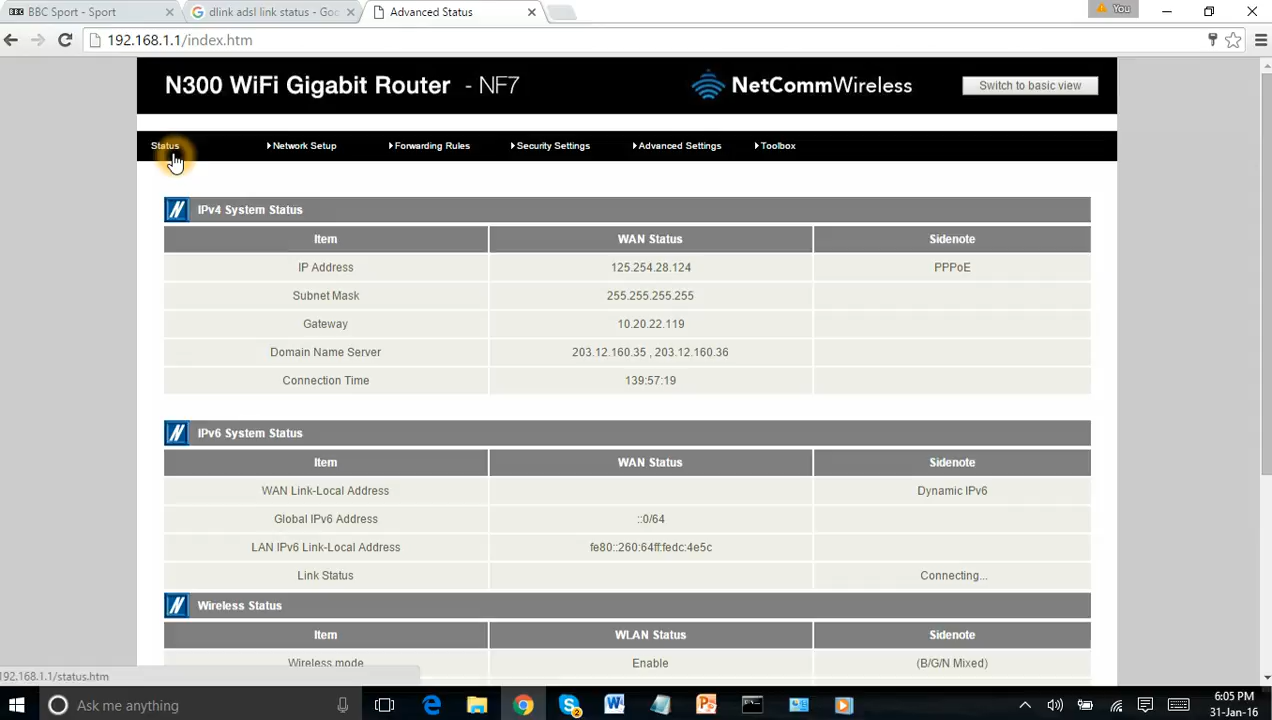 BBC BBC Sport - Sport
dlink adsl link status - Goo
Advanced Status
You
192.168.1.1/index.htm
N300 WiFi Gigabit Router - NF7
NetCommWireless
Switch to basic view
Status
Network Setup
Forwarding Rules
Security Settings
Advanced Settings
Toolbox
IPv4 System Status
Item WAN Status Sidenote
IP Address 125.254.28.124 PPPoE
Subnet Mask 255.255.255.255
Gateway 10.20.22.119
Domain Name Server 203.12.160.35 , 203.12.160.36
Connection Time 139:57:19
IPv6 System Status
Item WAN Status Sidenote
WAN Link-Local Address Dynamic IPv6
Global IPv6 Address ::0/64
LAN IPv6 Link-Local Address fe80::260:64ff:fedc:4e5c
Link Status Connecting...
Wireless Status
Item WLAN Status Sidenote
Wireless mode Enable (B/G/N Mixed)
192.168.1.1/status.htm
Ask me anything
2
6:05 PM
31-Jan-16